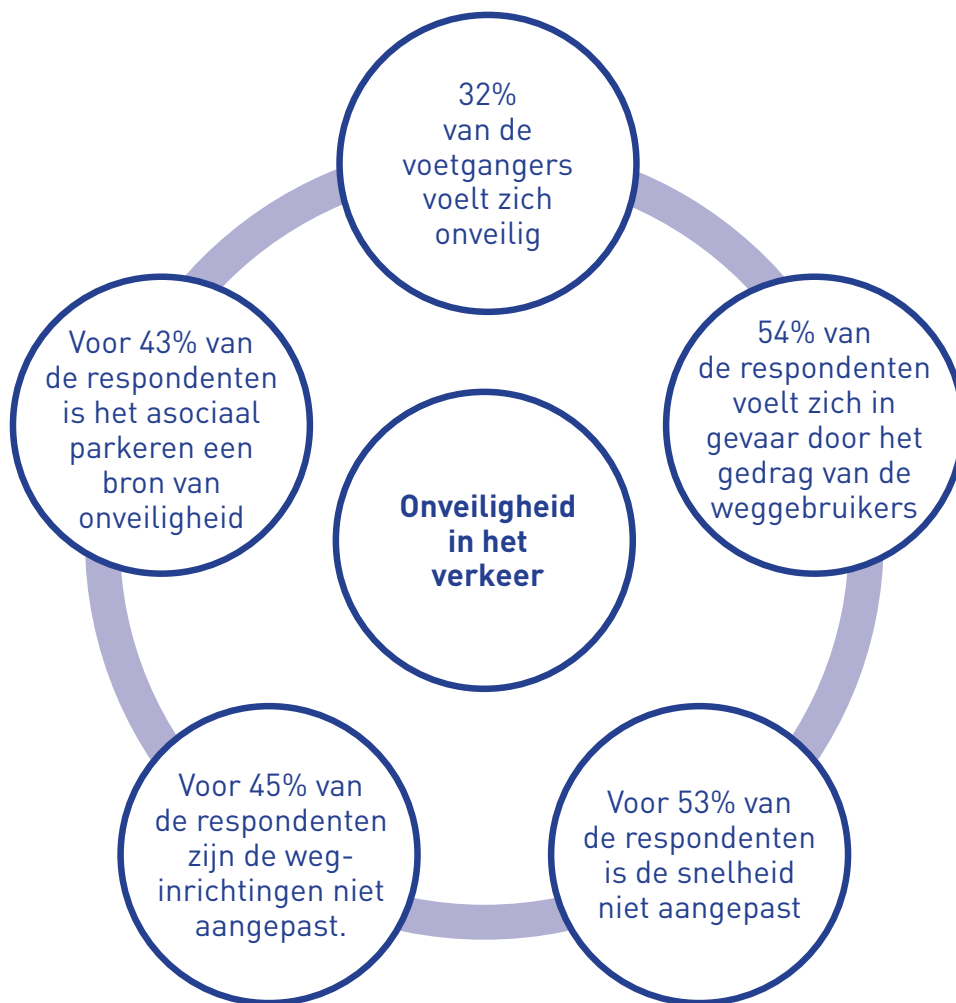 32%
van de
voetgangers
voelt zich
onveilig
54% van
de respondenten
voelt zich in
gevaar door het
gedrag van de
weggebruikers
Voor 53% van
de respondenten
is de snelheid
niet aangepast
Voor 45% van
de respondenten
zijn de weg-
inrichtingen niet
aangepast.
Voor 43% van
de respondenten
is het asociaal
parkeren een
bron van
onveiligheid
Onveiligheid
in het
verkeer